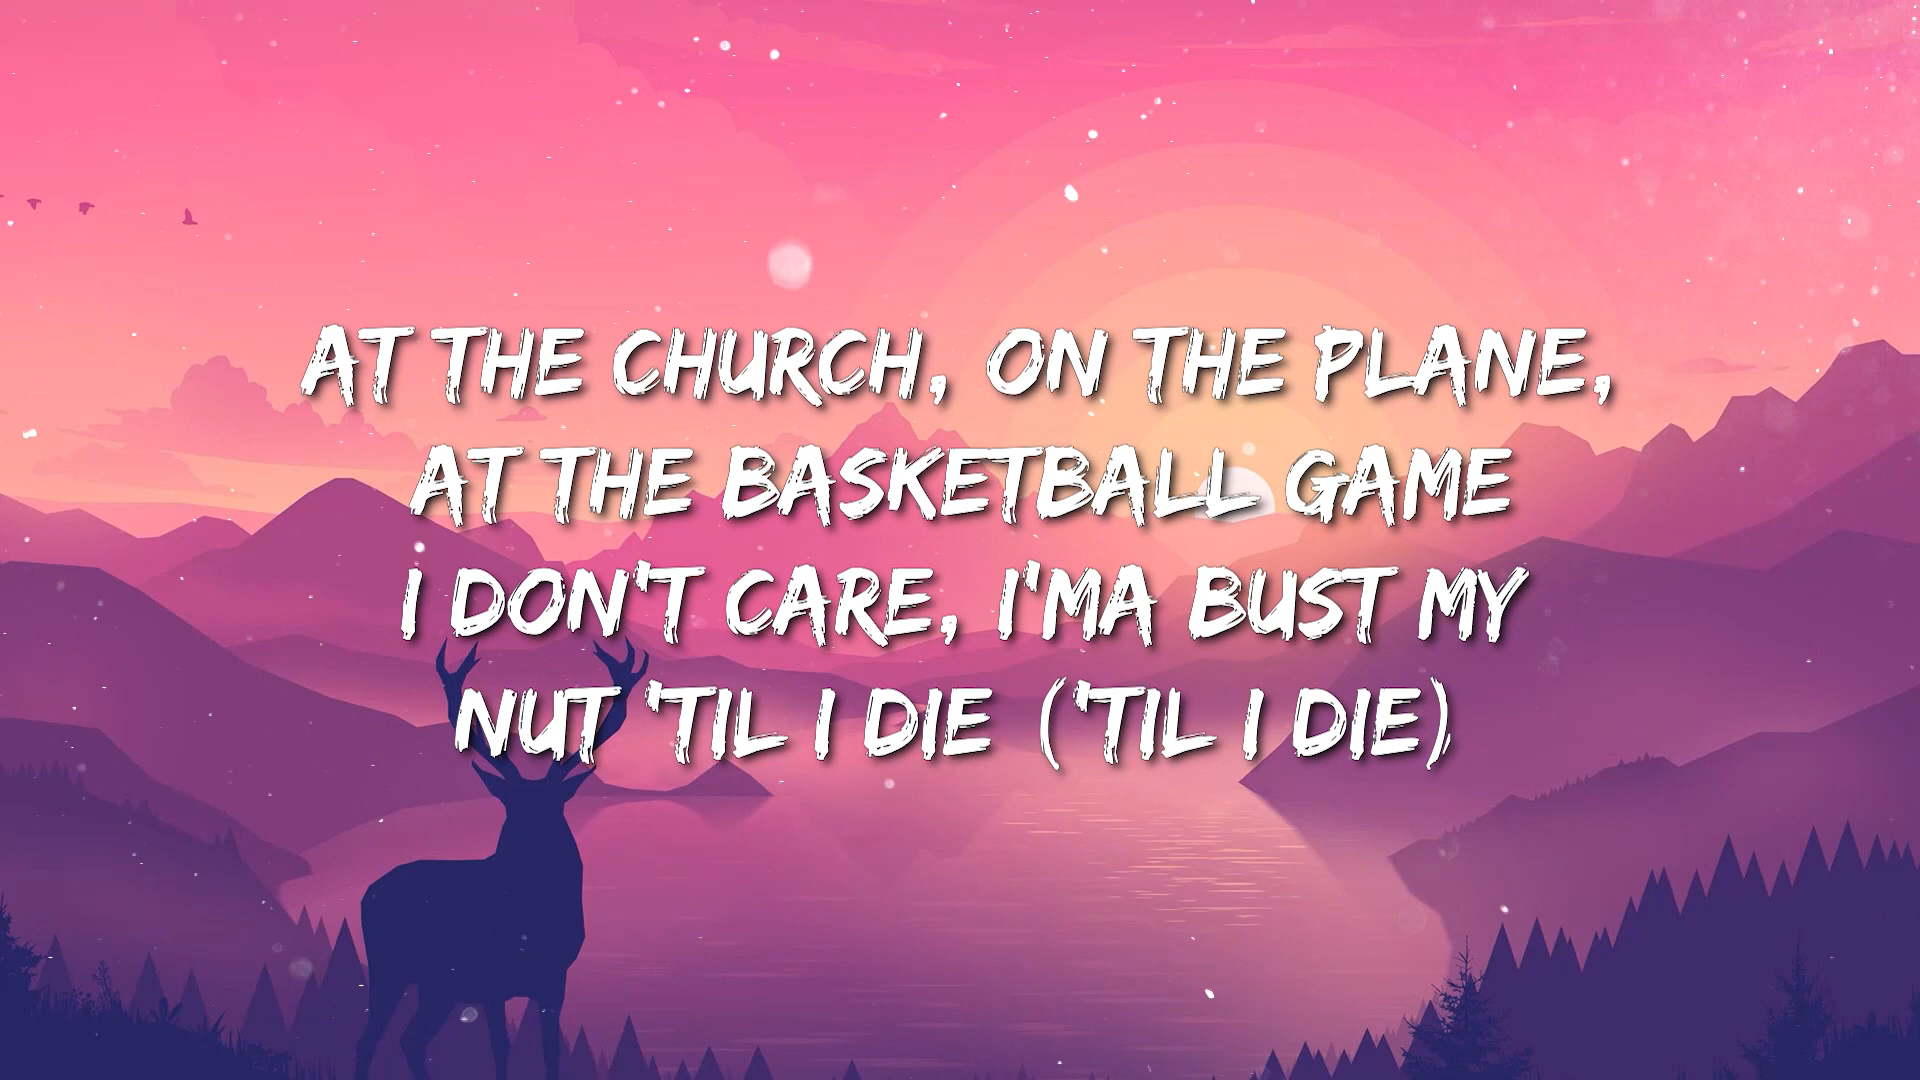 AT THE CHURCH, ON THE PLANE,
AT THE BASKETBALL GAME
I DON'T CARE, I'MA BUST MY
NUT 'TIL I DIE ('TIL I DIE)